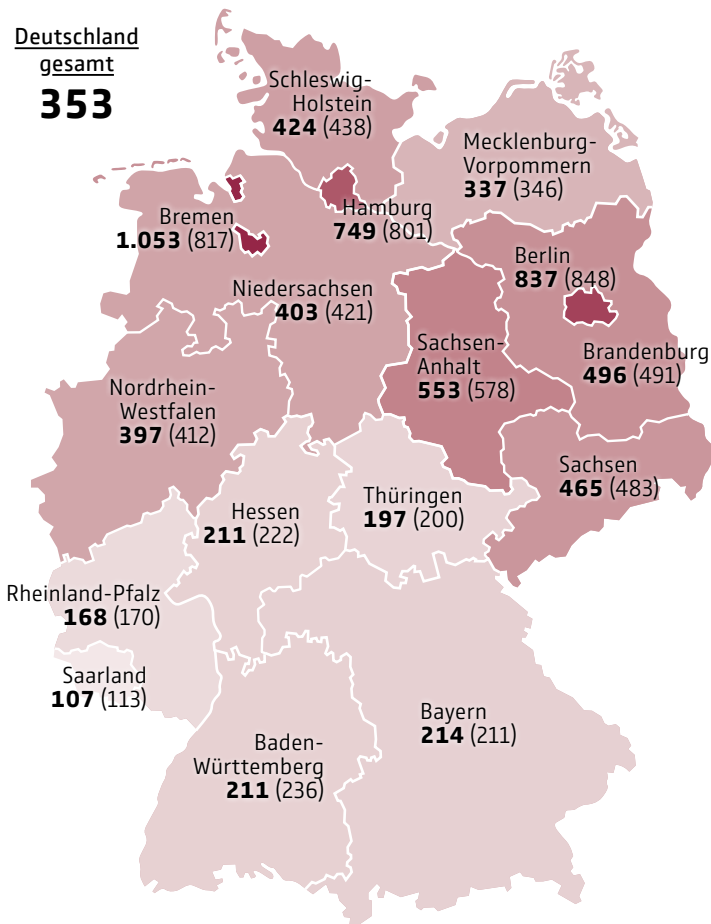 Deutschland
gesamt
353
Schleswig-
Holstein
424 (438)
Mecklenburg-
Vorpommern
337 (346)
Bremen
1.053 (817)
Hamburg
749 (801)
Berlin
837 (848)
Niedersachsen
403 (421)
Sachsen-
Anhalt
553 (578)
Brandenburg
496 (491)
Nordrhein-
Westfalen
397 (412)
Sachsen
465 (483)
Hessen
211 (222)
Thüringen
197 (200)
Rheinland-Pfalz
168 (170)
Saarland
107 (113)
Bayern
214 (211)
Baden-
Württemberg
211 (236)